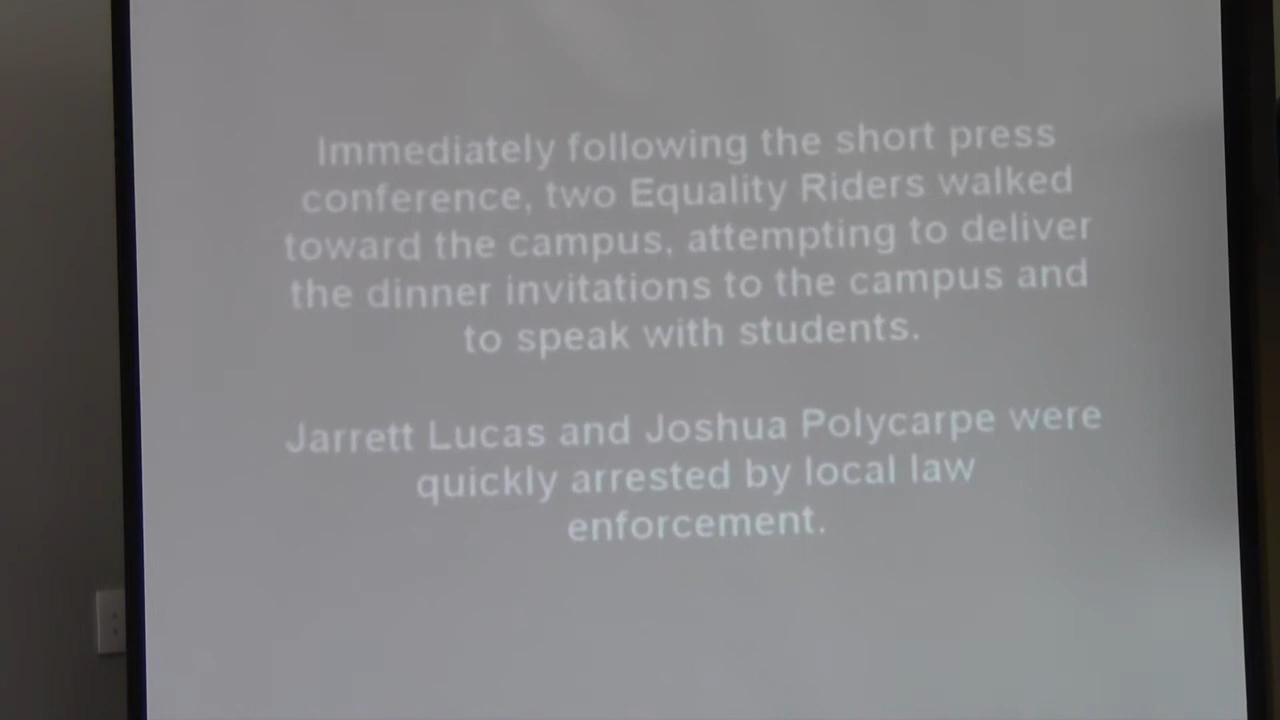 Immediately following the short press
conference, two Equality Riders walked
toward the campus, attempting to deliver
the dinner invitations to the campus and
to speak with students.
Jarrett Lucas and Joshua Polycarpe were
quickly arrested by local law
enforcement.